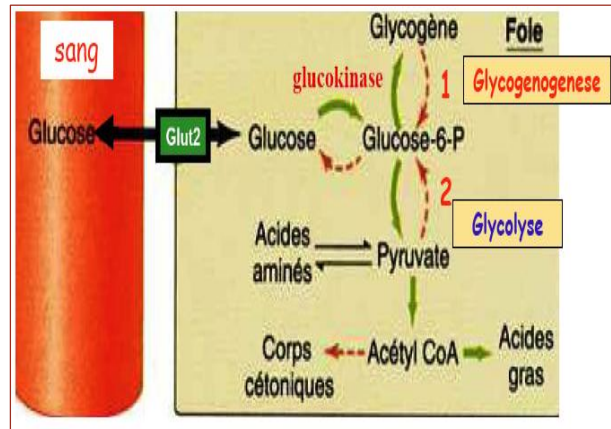 sang
Glucose
Glut2
Glycogène
Foie
glucokinase
1
Glycogenogenese
Glucose
Glucose-6-P
2
Glycolyse
Acides
aminés
Pyruvate
Corps
cétoniques
Acétyl CoA
Acides
gras